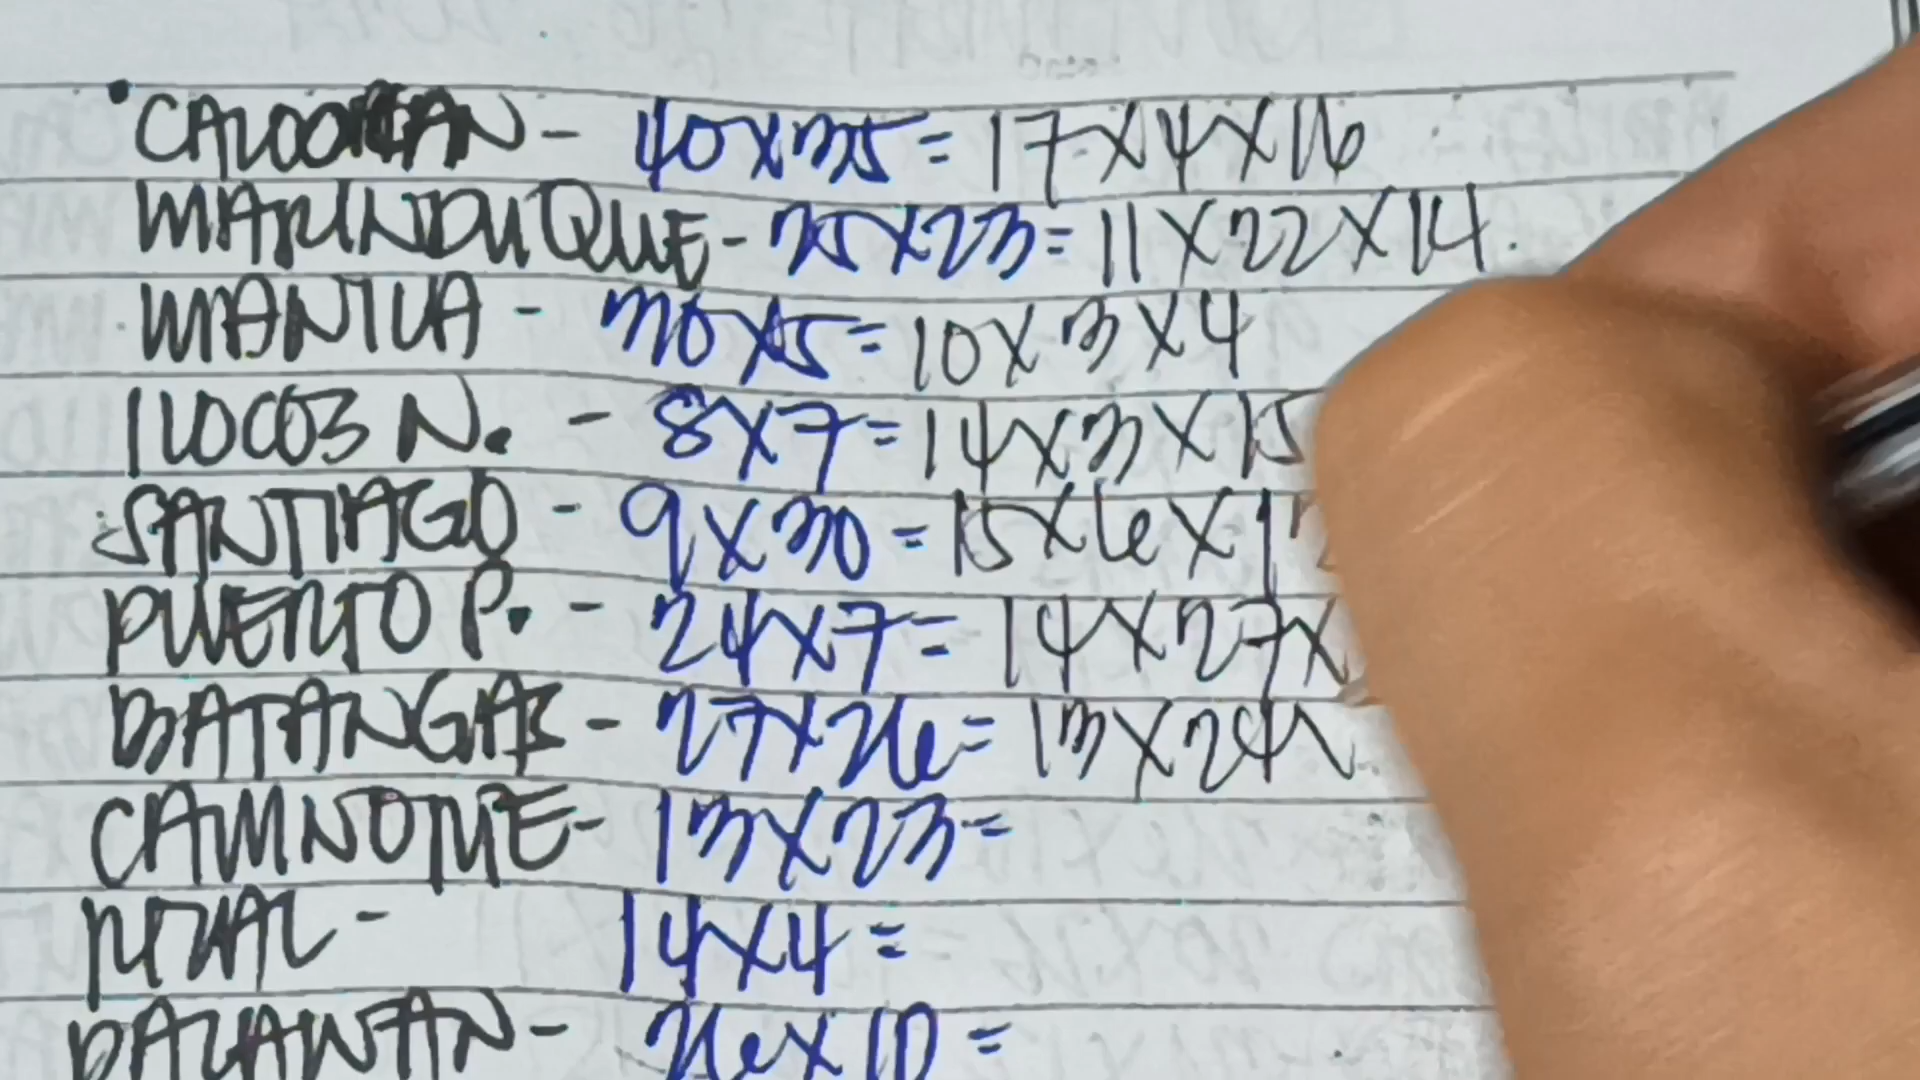 CALOOCAN - 40X35 = 17X4X16
MARINDUQUE - 25X23 = 11X22X14
MANILA - 30X5 = 10X3X4
ILOCOS N. - 8X7 = 14X3X15
SANTIAGO - 9X30 = 15X6X1
PUERTO P. - 24X7 = 14X27X
BATANGAS - 27X26 = 13X24
CAMNORTE - 13X23 =
RIZAL - 14X4 =
PALAWAN - 26X10 =